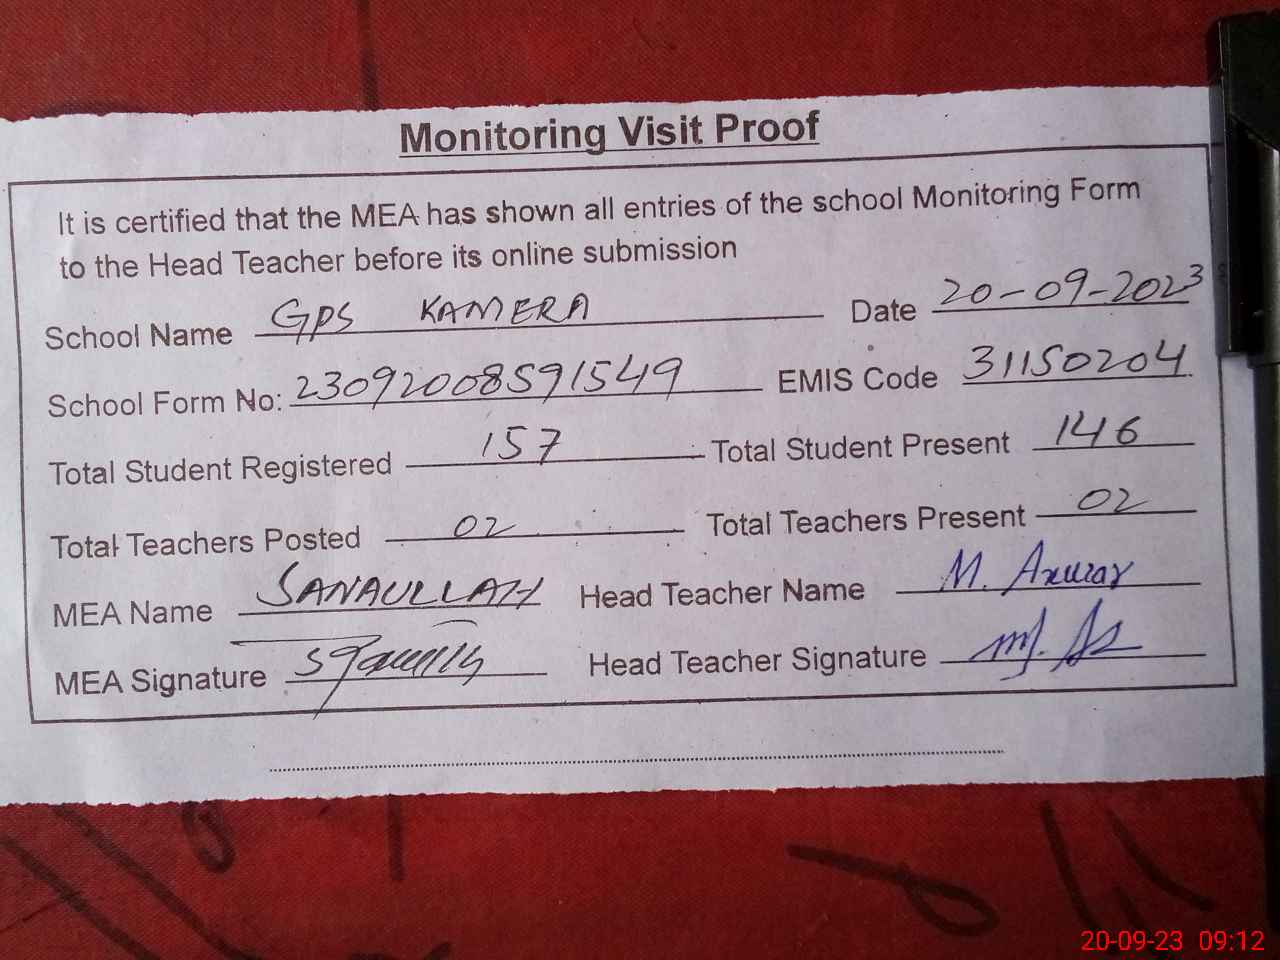 Monitoring Visit Proof
It is certified that the MEA has shown all entries of the school Monitoring Form
to the Head Teacher before its online submission
School Name GPS KAMERA Date 20-09-2023
School Form No: 23092008591549 EMIS Code 31150204
Total Student Registered 157 Total Student Present 146
Total Teachers Posted 02 Total Teachers Present 02
MEA Name SANAULLAH Head Teacher Name M.
MEA Signature Head Teacher Signature
20-09-23 09:12